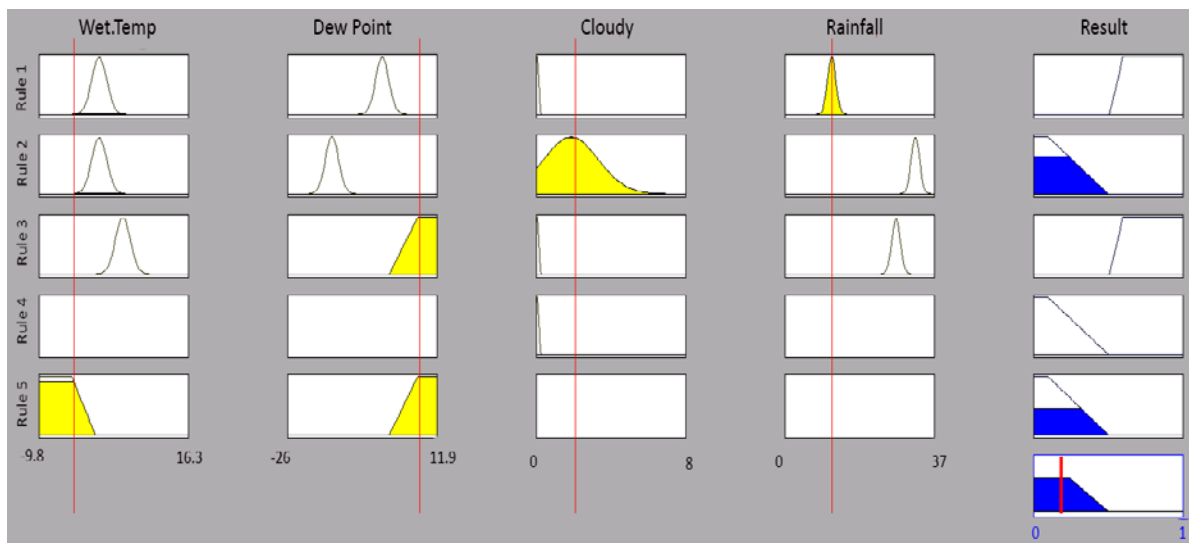 Wet.Temp Dew Point Cloudy Rainfall Result
Rule 1
Rule 2
Rule 3
Rule 4
Rule 5
-9.8 16.3 -26 11.9 0 8 0 37
0 1